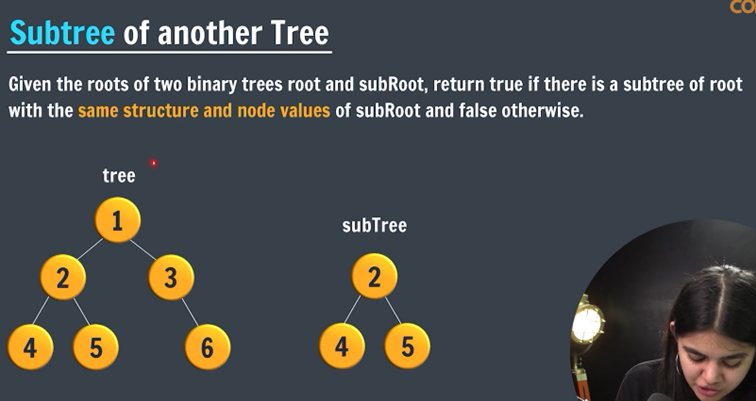 Subtree of another Tree
Given the roots of two binary trees root and subRoot, return true if there is a subtree of root
with the same structure and node values of subRoot and false otherwise.
tree
1
2 3
4 5 6
subTree
2
4 5